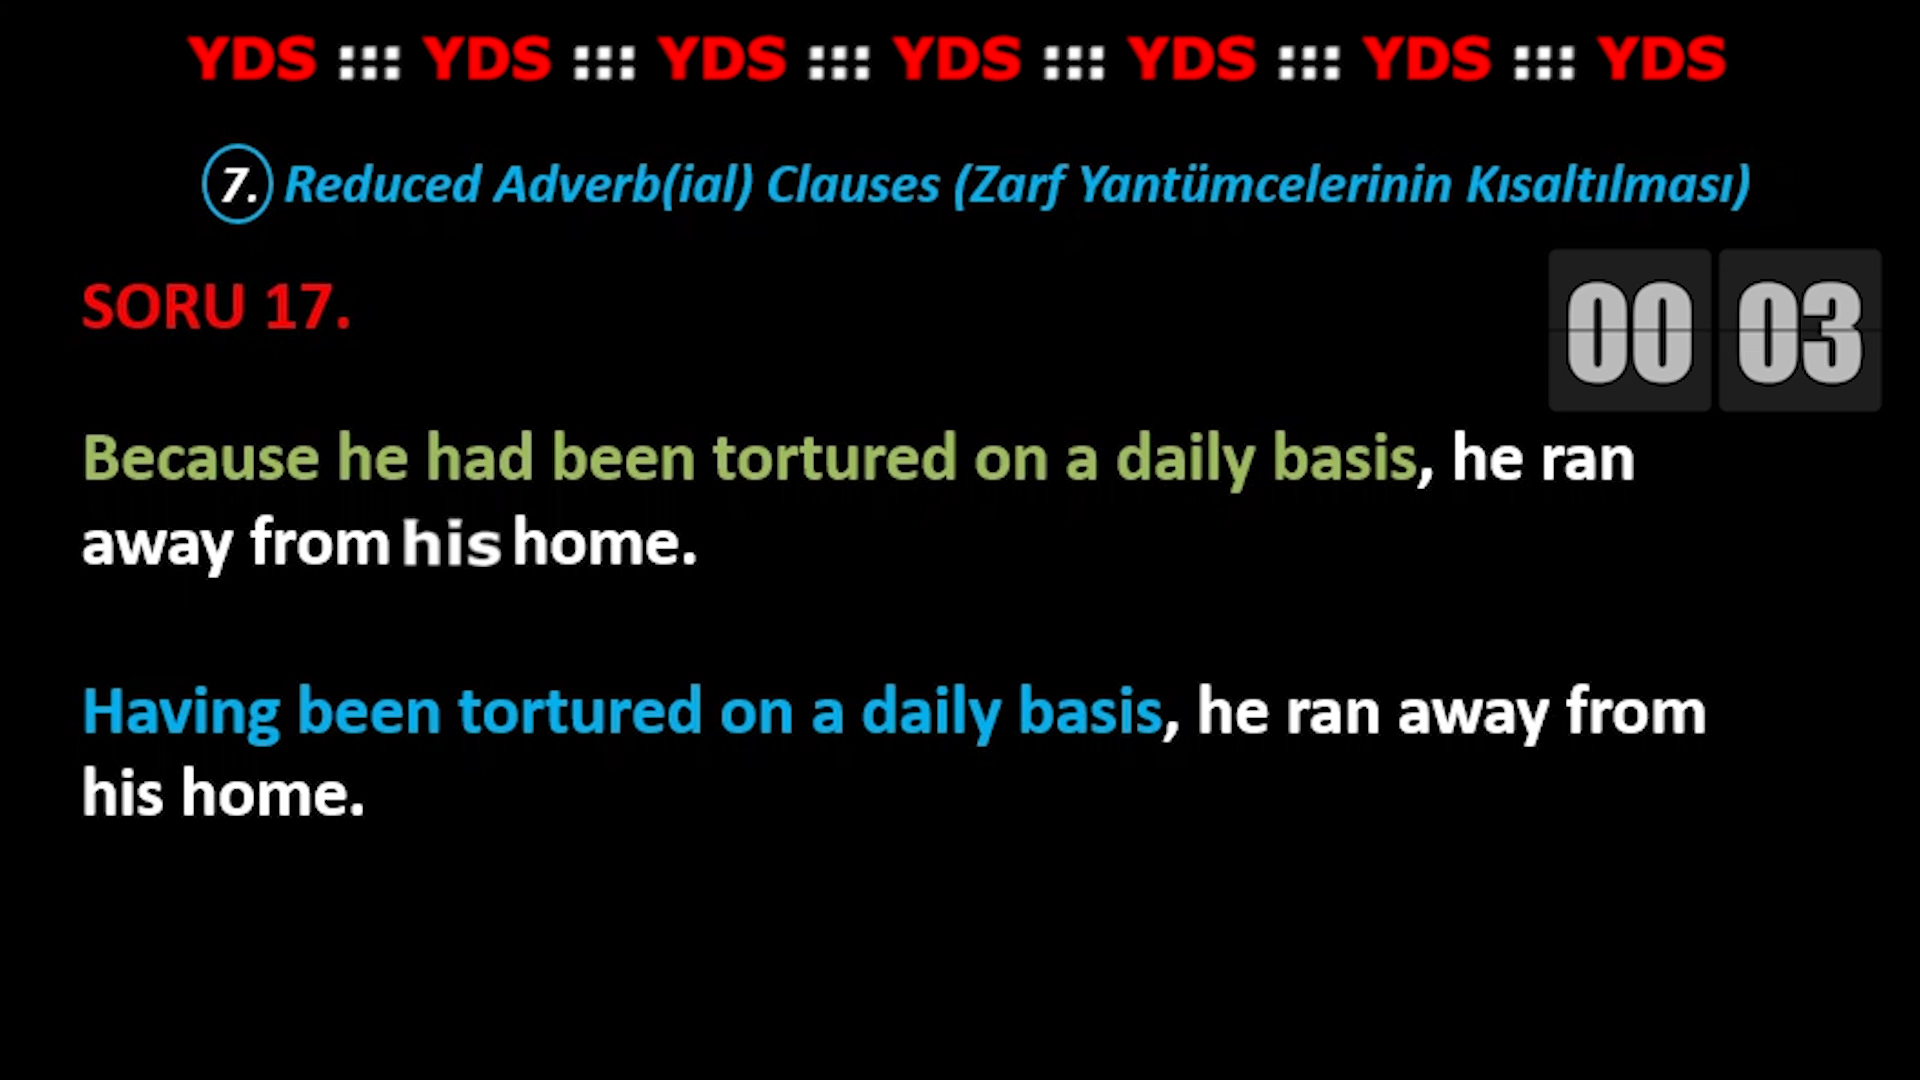 YDS ::: YDS ::: YDS ::: YDS ::: YDS ::: YDS ::: YDS
7. Reduced Adverb(ial) Clauses (Zarf Yantümcelerinin Kısaltılması)
SORU 17.
00 03
Because he had been tortured on a daily basis, he ran
away from his home.
Having been tortured on a daily basis, he ran away from
his home.